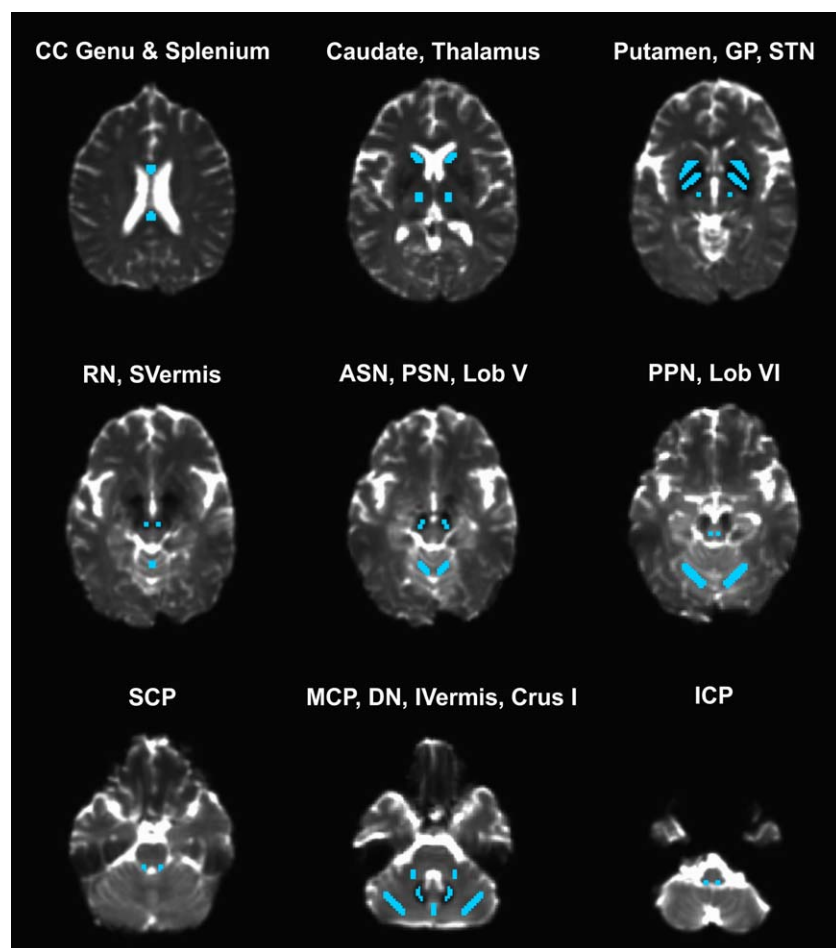 CC Genu & Splenium
Caudate, Thalamus
Putamen, GP, STN
RN, SVermis
ASN, PSN, Lob V
PPN, Lob VI
SCP
MCP, DN, IVermis, Crus I
ICP